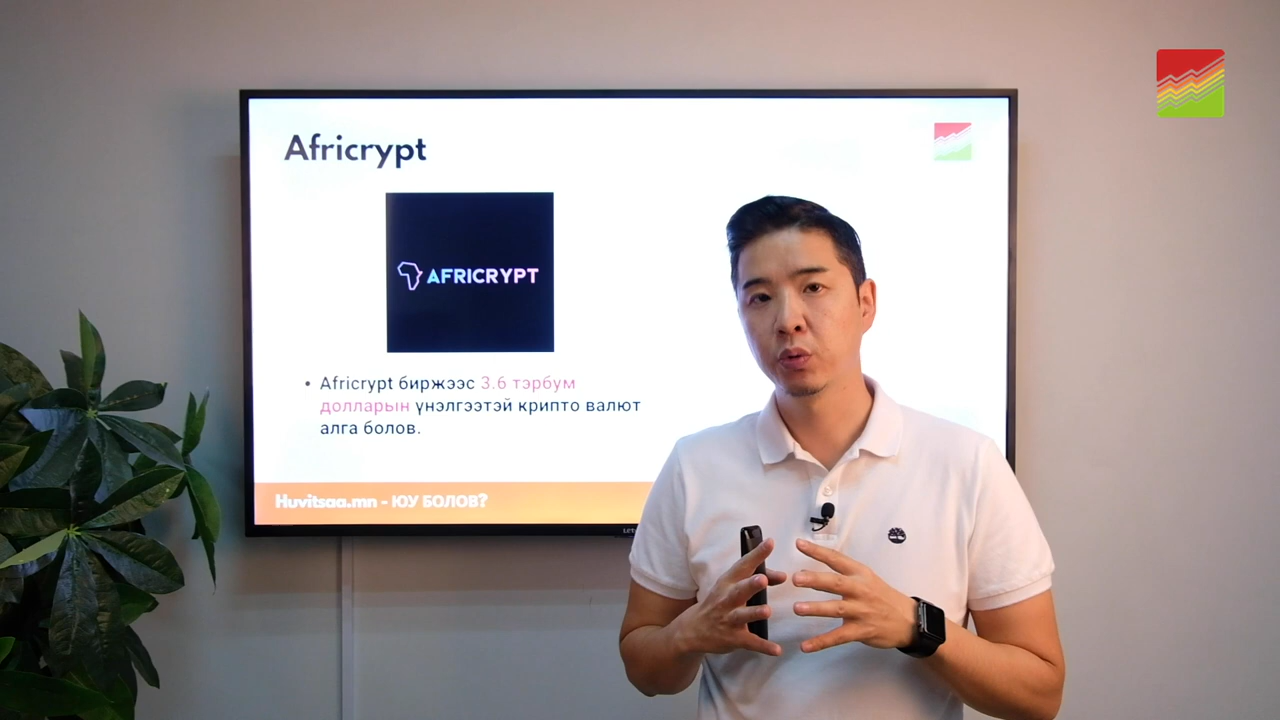 Africrypt
AFRICRYPT
• Africrypt биржээс 3.6 тэрбум
долларын үнэлгээтэй крипто валют
алга болов.
Huvitsaa.mn - ЮУ БОЛОВ?